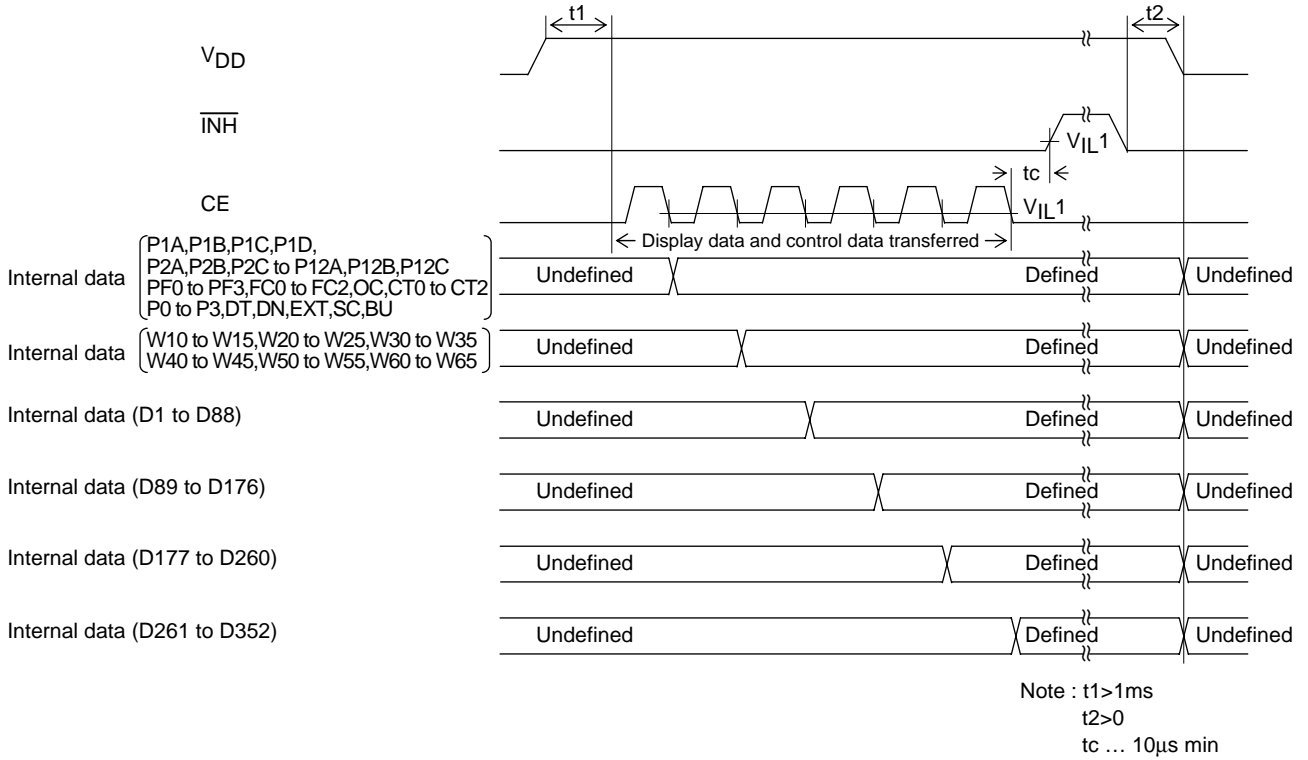 t1
t2
VDD
INH
VIL1
tc
CE
VIL1
Display data and control data transferred
Internal data
P1A,P1B,P1C,P1D,
P2A,P2B,P2C to P12A,P12B,P12C
PF0 to PF3,FC0 to FC2,OC,CT0 to CT2
P0 to P3,DT,DN,EXT,SC,BU
Undefined
Defined
Undefined
Internal data
W10 to W15,W20 to W25,W30 to W35
W40 to W45,W50 to W55,W60 to W65
Undefined
Defined
Undefined
Internal data (D1 to D88)
Undefined
Defined
Undefined
Internal data (D89 to D176)
Undefined
Defined
Undefined
Internal data (D177 to D260)
Undefined
Defined
Undefined
Internal data (D261 to D352)
Undefined
Defined
Undefined
Note : t1>1ms
t2>0
tc … 10μs min